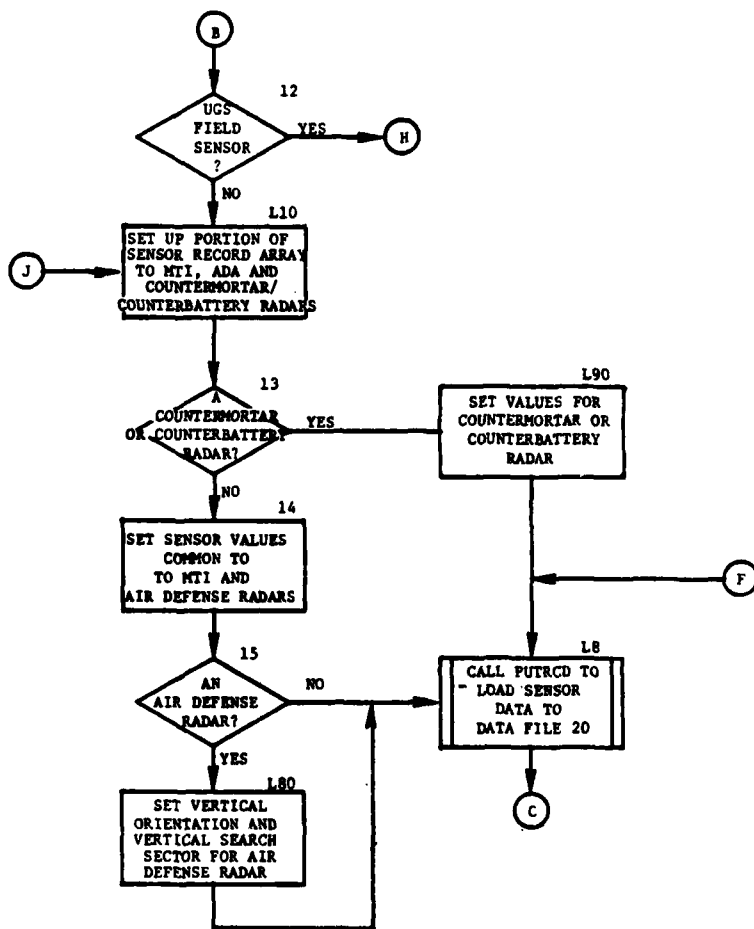 B
12
UGS
FIELD
SENSOR
?
YES
H
NO
L10
SET UP PORTION OF
SENSOR RECORD ARRAY
TO MTI, ADA AND
COUNTERMORTAR/
COUNTERBATTERY RADARS
J
13
A
COUNTERMORTAR
OR COUNTERBATTERY
RADAR?
YES
L90
SET VALUES FOR
COUNTERMORTAR OR
COUNTERBATTERY
RADAR
NO
14
SET SENSOR VALUES
COMMON TO
TO MTI AND
AIR DEFENSE RADARS
F
15
AN
AIR DEFENSE
RADAR?
NO
L8
CALL PUTRCD TO
LOAD SENSOR
DATA TO
DATA FILE 20
YES
L80
SET VERTICAL
ORIENTATION AND
VERTICAL SEARCH
SECTOR FOR AIR
DEFENSE RADAR
C